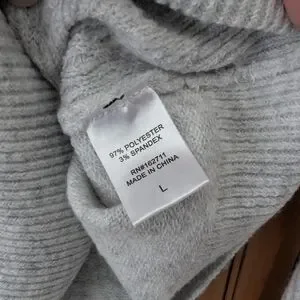 97% POLYESTER
3% SPANDEX
RN#162711
MADE IN CHINA
L